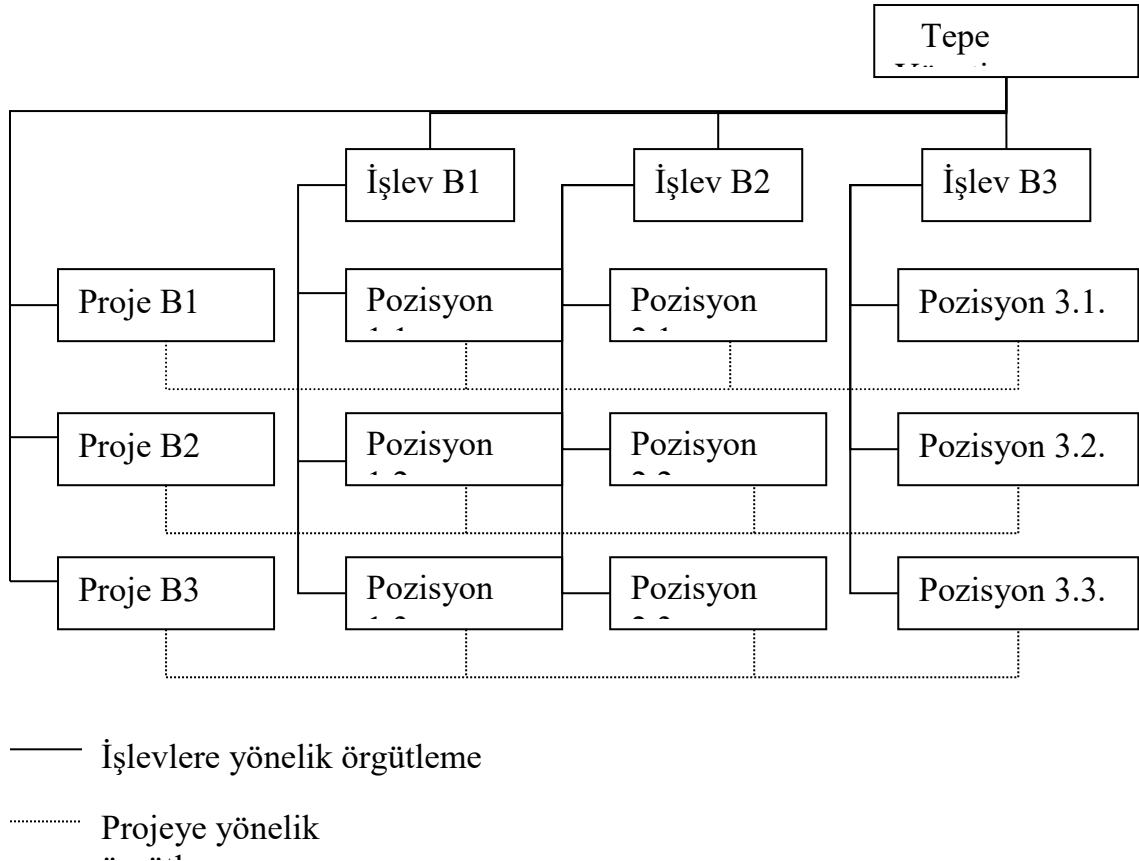 Tepe
İşlev B1 İşlev B2 İşlev B3
Proje B1 Pozisyon Pozisyon Pozisyon 3.1.
Proje B2 Pozisyon Pozisyon Pozisyon 3.2.
Proje B3 Pozisyon Pozisyon Pozisyon 3.3.
İşlevlere yönelik örgütleme
Projeye yönelik